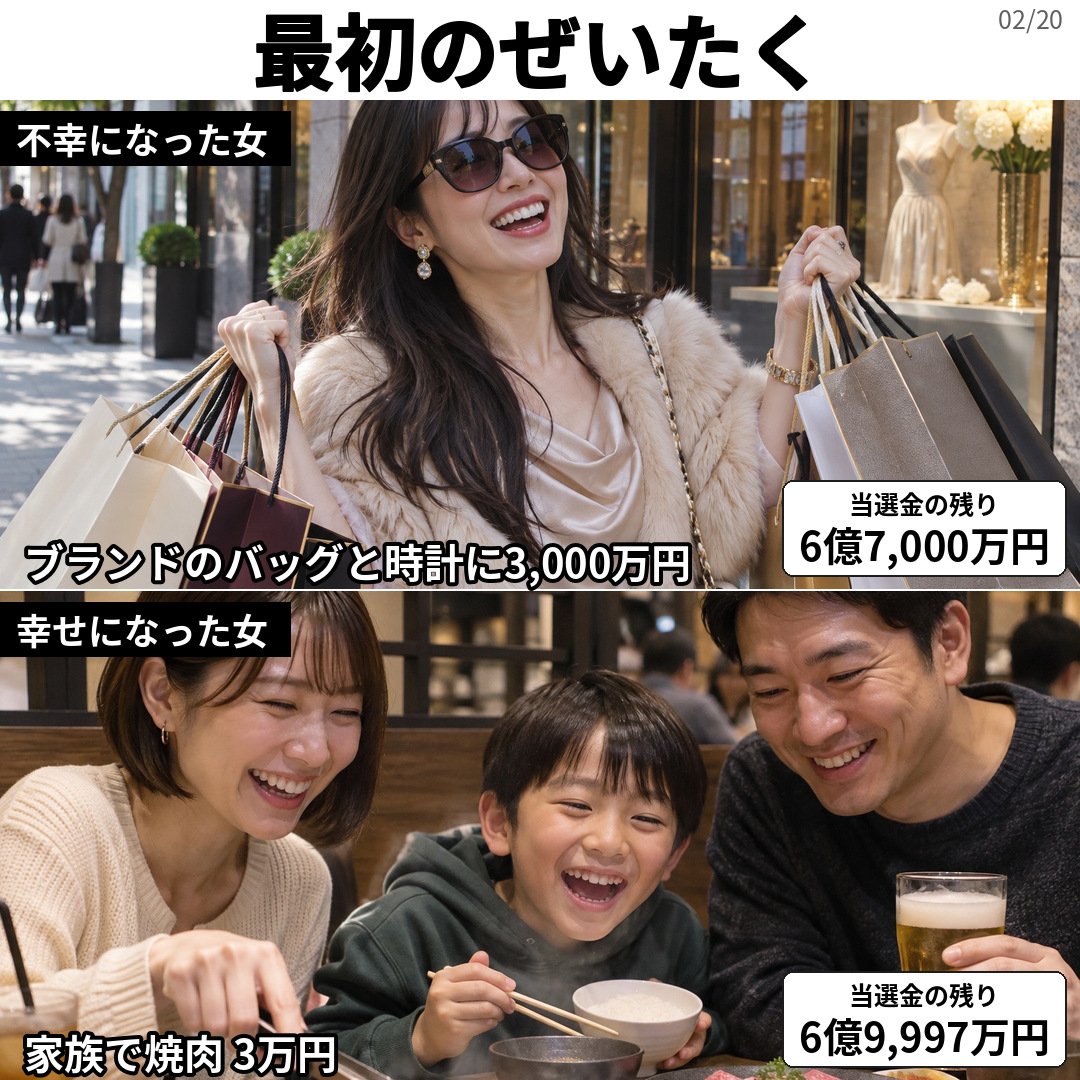 02/20
最初のぜいたく
不幸になった女
ブランドのバッグと時計に3,000万円
当選金の残り
6億7,000万円
幸せになった女
家族で焼肉 3万円
当選金の残り
6億9,997万円